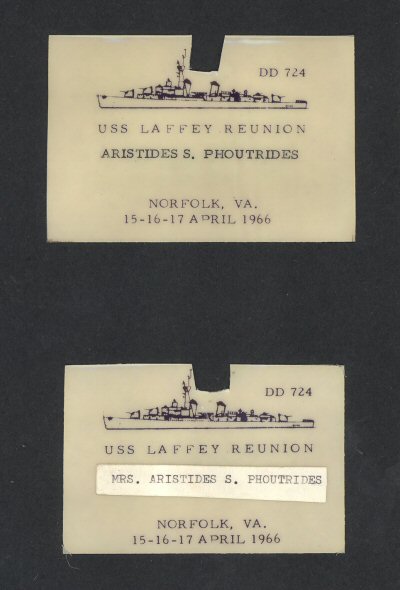 DD 724
USS LAFFEY REUNION
ARISTIDES S. PHOUTRIDES
NORFOLK, VA.
15-16-17 APRIL 1966
DD 724
USS LAFFEY REUNION
MRS. ARISTIDES S. PHOUTRIDES
NORFOLK, VA.
15-16-17 APRIL 1966